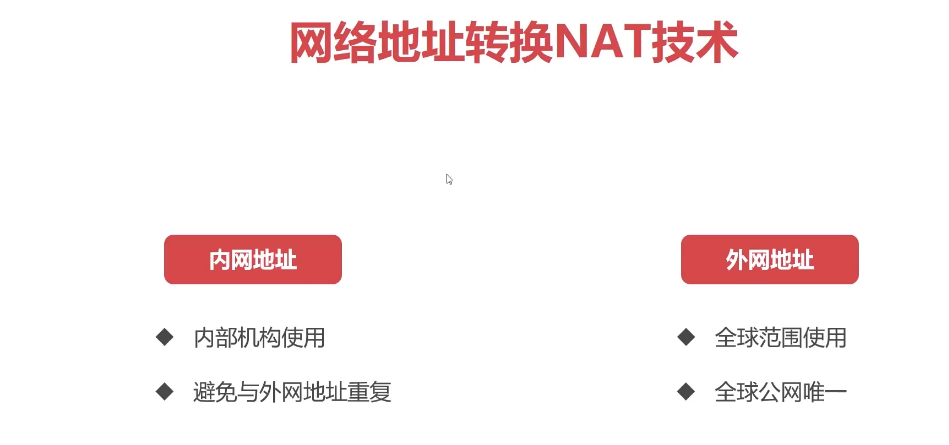 网络地址转换NAT技术
内网地址
外网地址
内部机构使用
全球范围使用
避免与外网地址重复
全球公网唯一